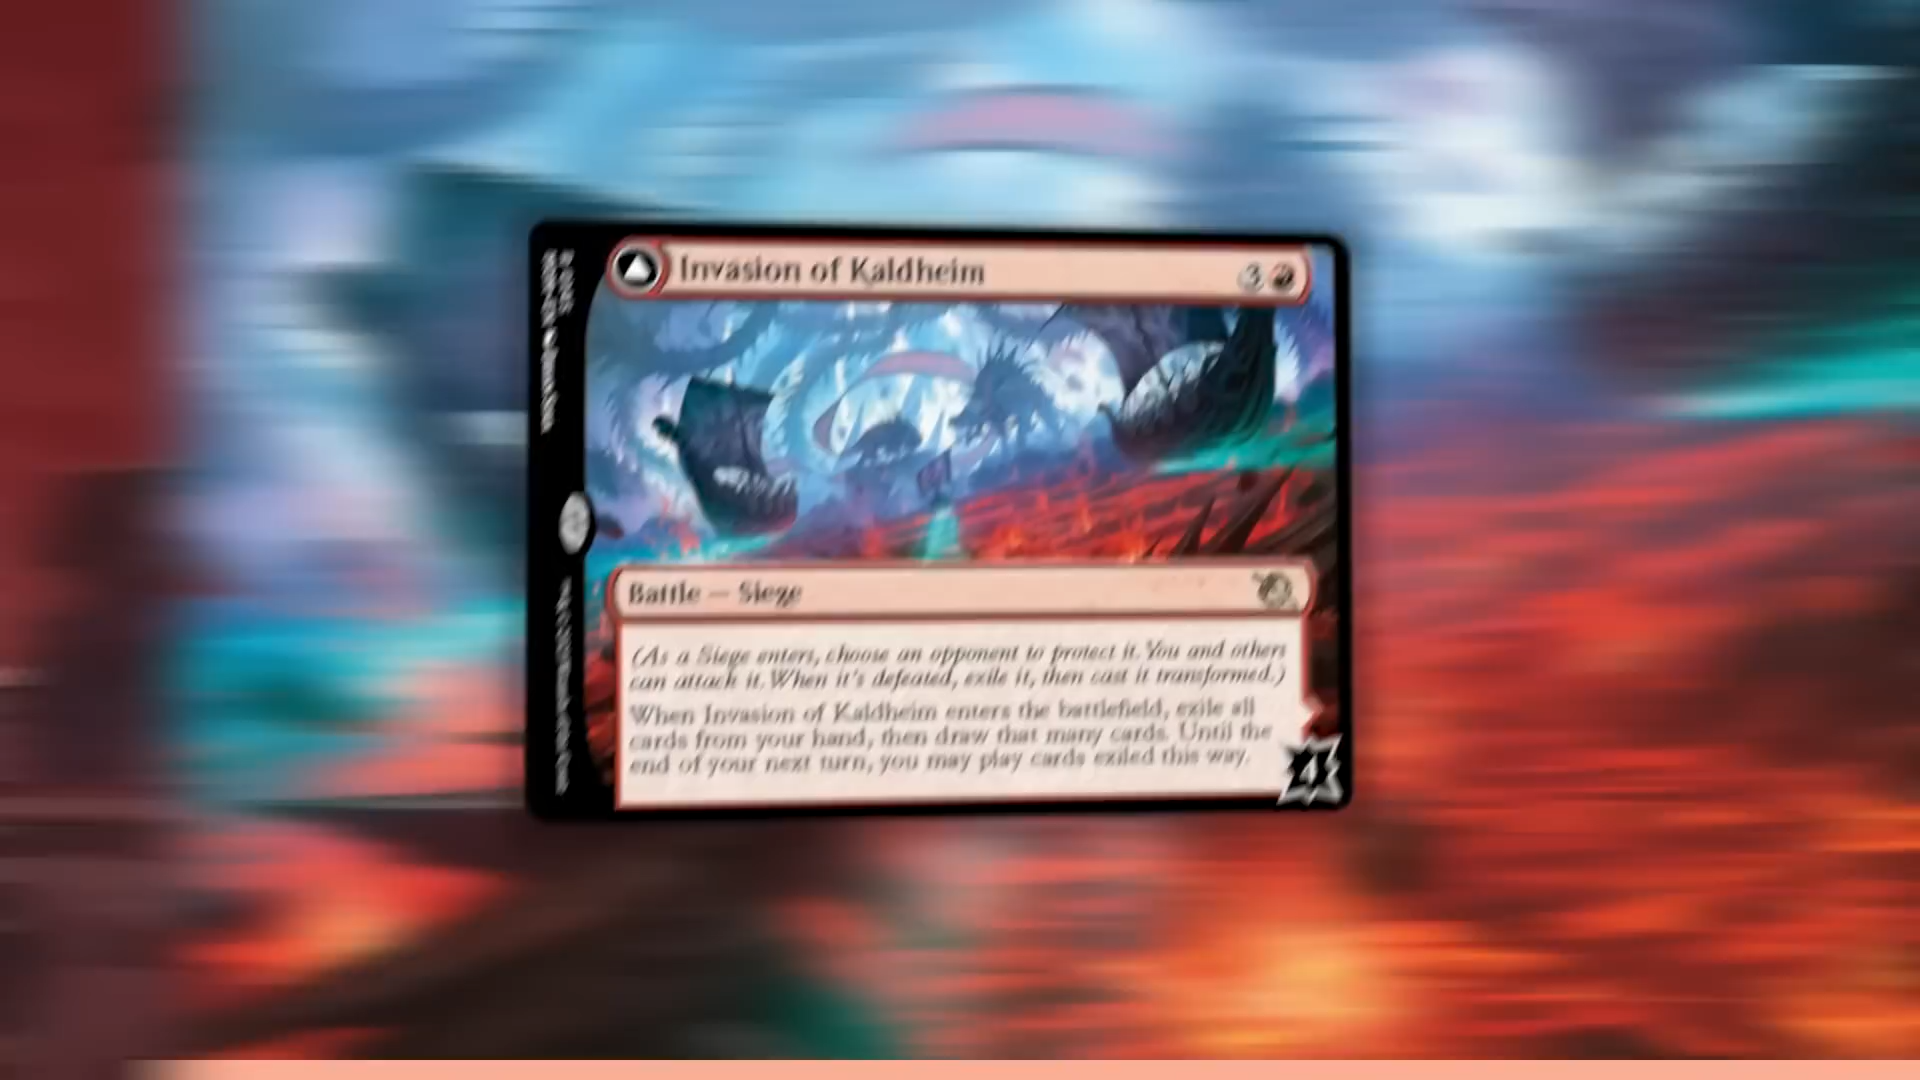 Invasion of Kaldheim
3
Battle — Siege
(As a Siege enters, choose an opponent to protect it. You and others
can attack it. When it's defeated, exile it, then cast it transformed.)
When Invasion of Kaldheim enters the battlefield, exile all
cards from your hand, then draw that many cards. Until the
end of your next turn, you may play cards exiled this way.
4